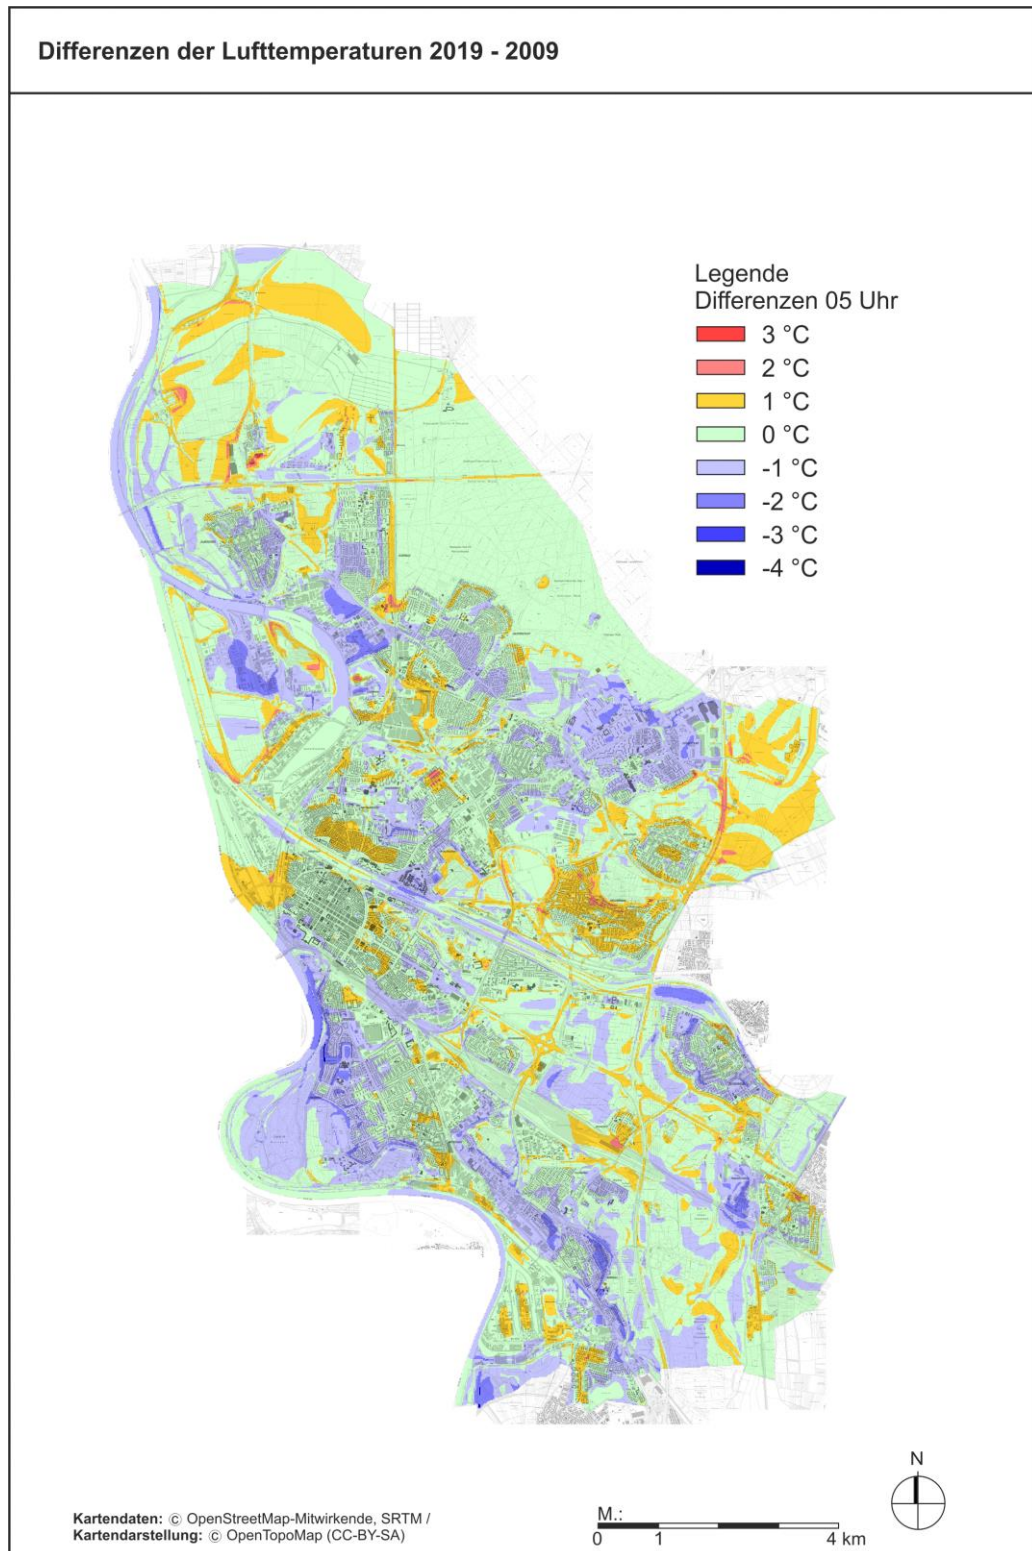 Differenzen der Lufttemperaturen 2019 - 2009
Legende
Differenzen 05 Uhr
3 °C
2 °C
1 °C
0 °C
-1 °C
-2 °C
-3 °C
-4 °C
N
Kartendaten: © OpenStreetMap-Mitwirkende, SRTM /
Kartendarstellung: © OpenTopoMap (CC-BY-SA)
M.:
0 1 4 km